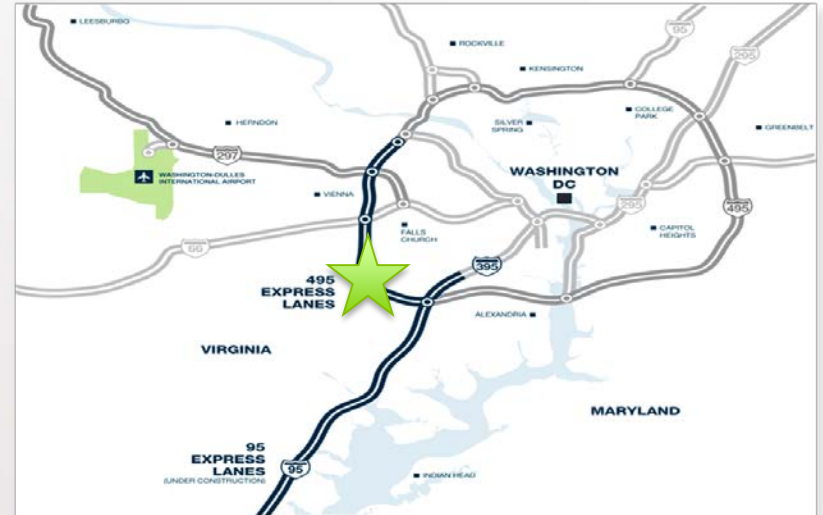 LEESBURBG
95
ROCKVILLE
295
KENSINGTON
COLLEGE
PARK
HERNDON
SILVER
SPRING
GREENBELT
297
WASHINGTON
DC
WASHINGTON-DULLES
INTERNATIONAL AIRPORT
VIENNA
295
495
FALLS
CHURCH
CAPITOL
HEIGHTS
66
395
495
EXPRESS
LANES
ALEXANDRIA
VIRGINIA
MARYLAND
95
EXPRESS
LANES
(UNDER CONSTRUCTION)
95
INDIAN HEAD